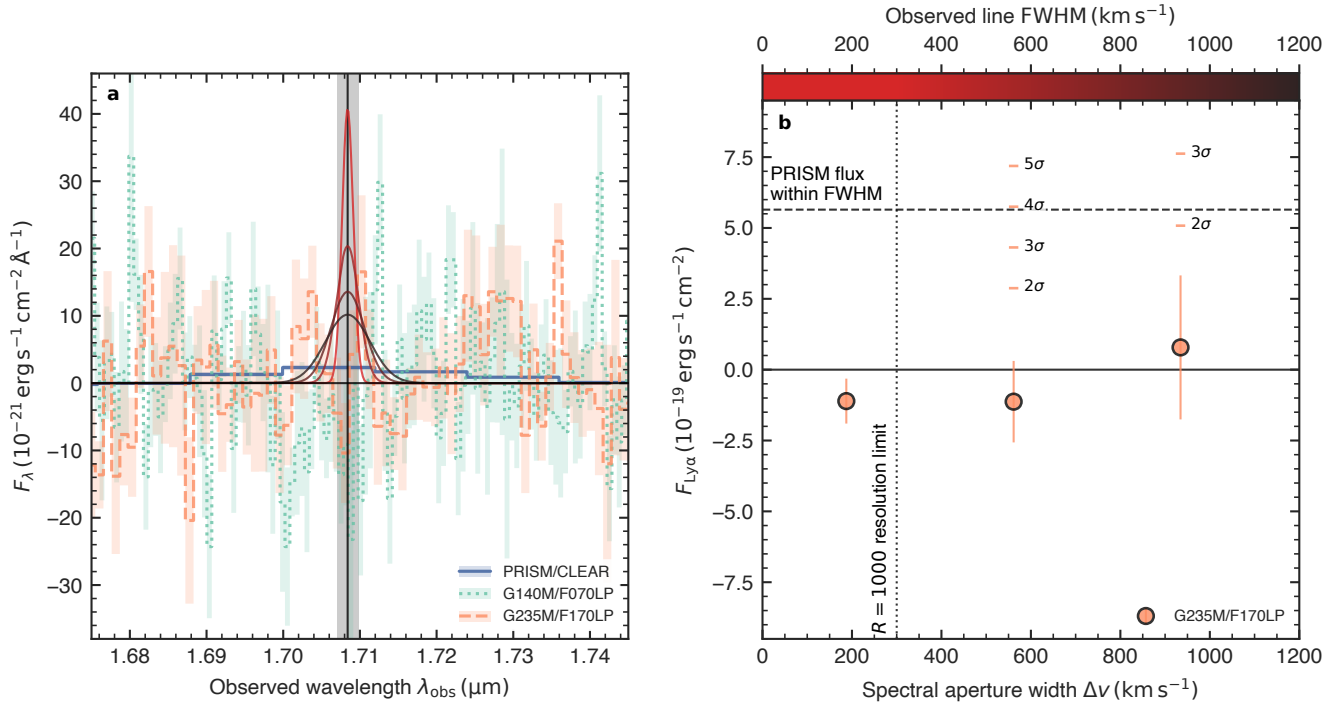 Observed line FWHM (km s⁻¹)
0 200 400 600 800 1000 1200
a
40
30
20
10
0
−10
−20
−30
F_λ (10⁻²¹ erg s⁻¹ cm⁻² Å⁻¹)
PRISM/CLEAR
G140M/F070LP
G235M/F170LP
1.68 1.69 1.70 1.71 1.72 1.73 1.74
Observed wavelength λ_obs (μm)
b
7.5
5.0
2.5
0.0
−2.5
−5.0
−7.5
F_Lyα (10⁻¹⁹ erg s⁻¹ cm⁻²)
PRISM flux
within FWHM
5σ
4σ
3σ
2σ
3σ
2σ
R = 1000 resolution limit
G235M/F170LP
0 200 400 600 800 1000 1200
Spectral aperture width Δv (km s⁻¹)